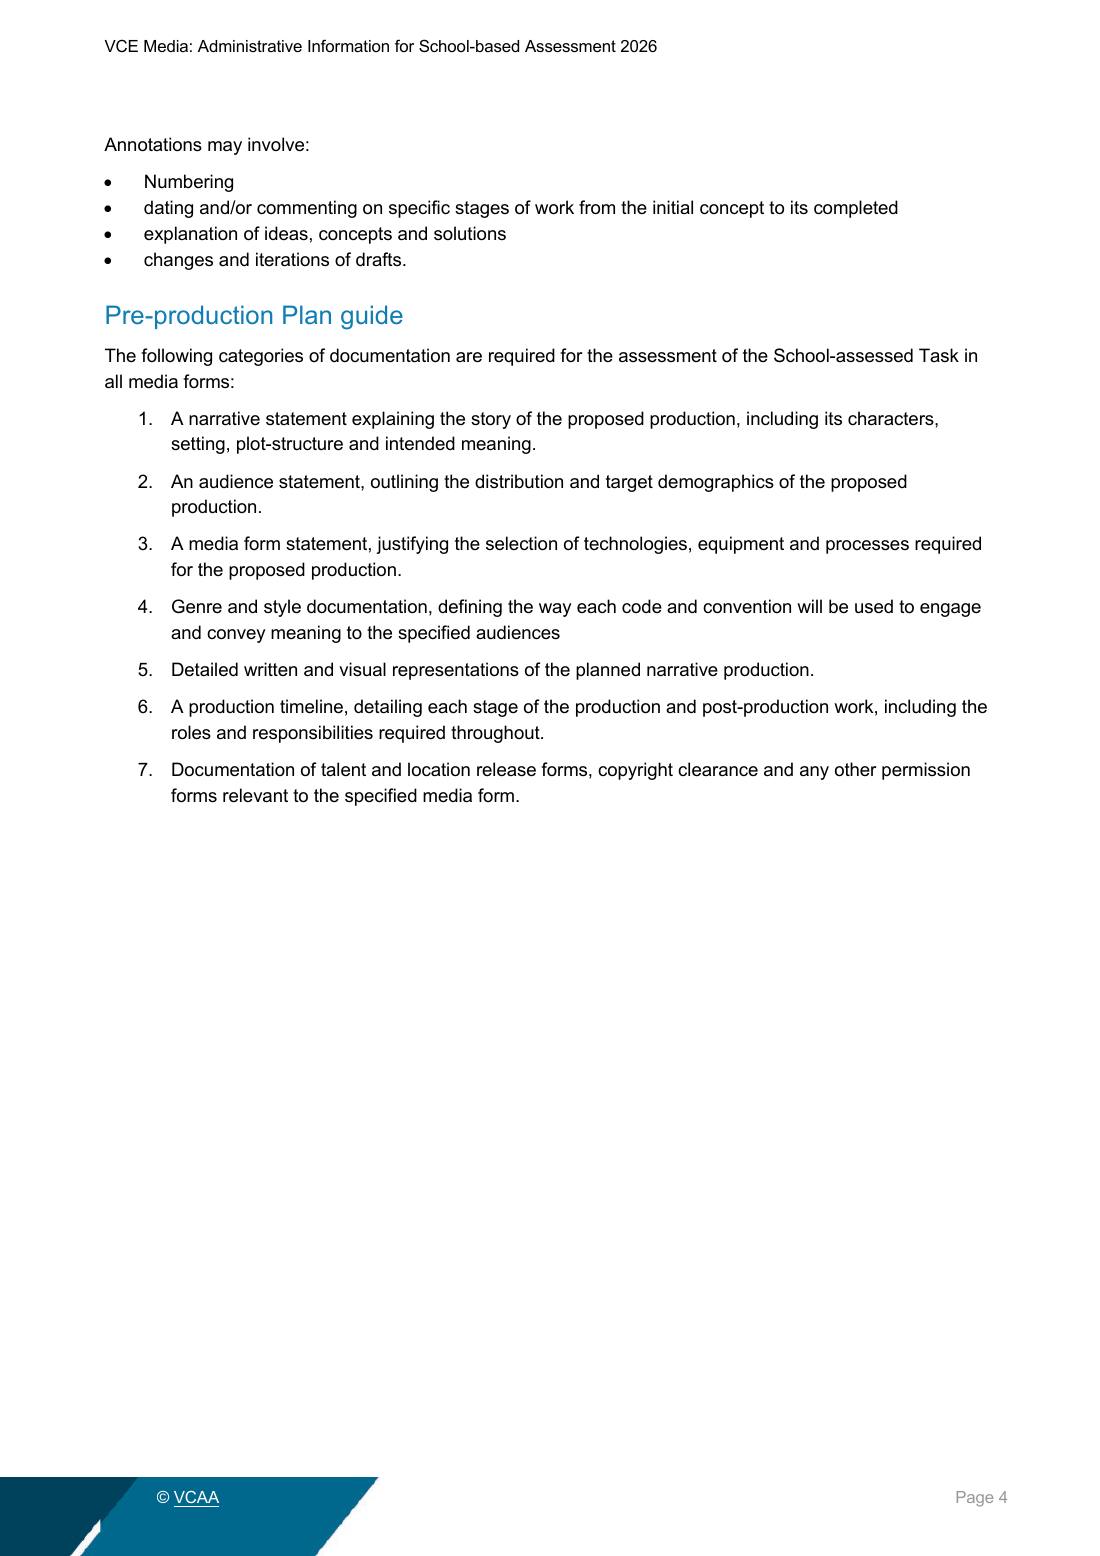 VCE Media: Administrative Information for School-based Assessment 2026
Annotations may involve:
• Numbering
• dating and/or commenting on specific stages of work from the initial concept to its completed
• explanation of ideas, concepts and solutions
• changes and iterations of drafts.
Pre-production Plan guide
The following categories of documentation are required for the assessment of the School-assessed Task in
all media forms:
1. A narrative statement explaining the story of the proposed production, including its characters,
setting, plot-structure and intended meaning.
2. An audience statement, outlining the distribution and target demographics of the proposed
production.
3. A media form statement, justifying the selection of technologies, equipment and processes required
for the proposed production.
4. Genre and style documentation, defining the way each code and convention will be used to engage
and convey meaning to the specified audiences
5. Detailed written and visual representations of the planned narrative production.
6. A production timeline, detailing each stage of the production and post-production work, including the
roles and responsibilities required throughout.
7. Documentation of talent and location release forms, copyright clearance and any other permission
forms relevant to the specified media form.
© VCAA
Page 4